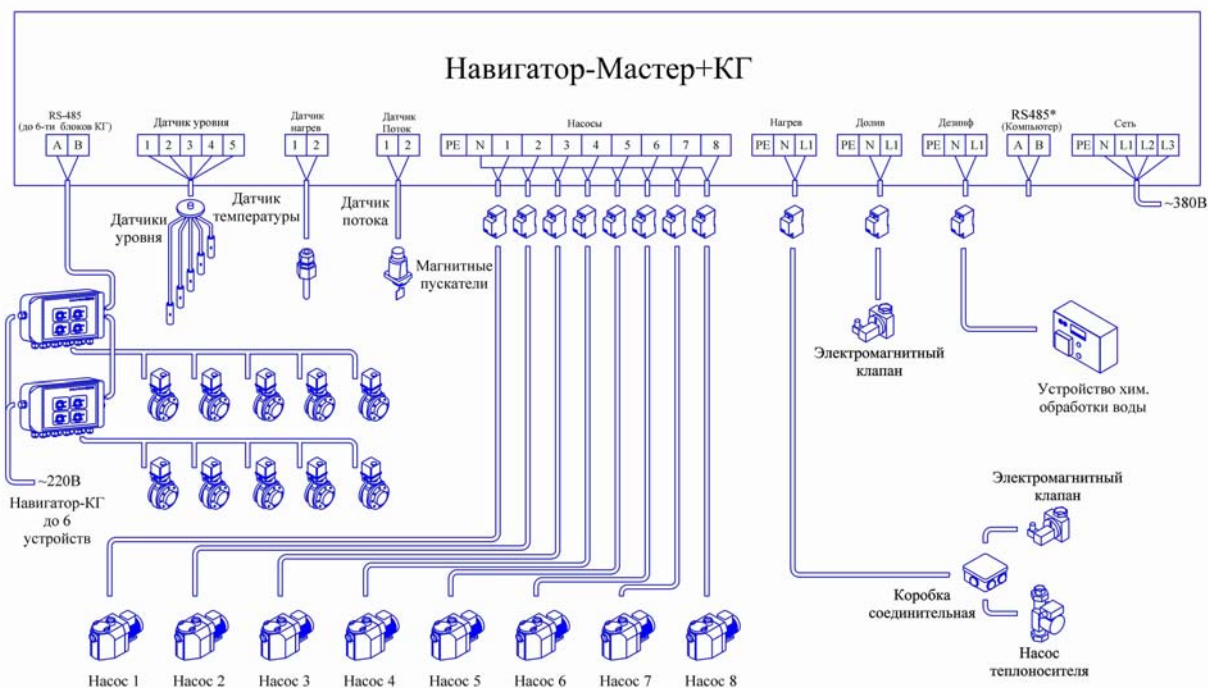 Навигатор-Мастер+КГ
RS-485
(до 6-ти блоков КГ)
A B
Датчик уровня
1 2 3 4 5
Датчик
нагрев
1 2
Датчик
Поток
1 2
Насосы
PE N 1 2 3 4 5 6 7 8
Нагрев
PE N L1
Долив
PE N L1
Дезинф
PE N L1
RS485*
(Компьютер)
A B
Сеть
PE N L1 L2 L3
~380В
Датчики
уровня
Датчик
температуры
Датчик
потока
Магнитные
пускатели
Электромагнитный
клапан
Устройство хим.
обработки воды
~220В
Навигатор-КГ
до 6
устройств
Электромагнитный
клапан
Коробка
соединительная
Насос
теплоносителя
Насос 1 Насос 2 Насос 3 Насос 4 Насос 5 Насос 6 Насос 7 Насос 8